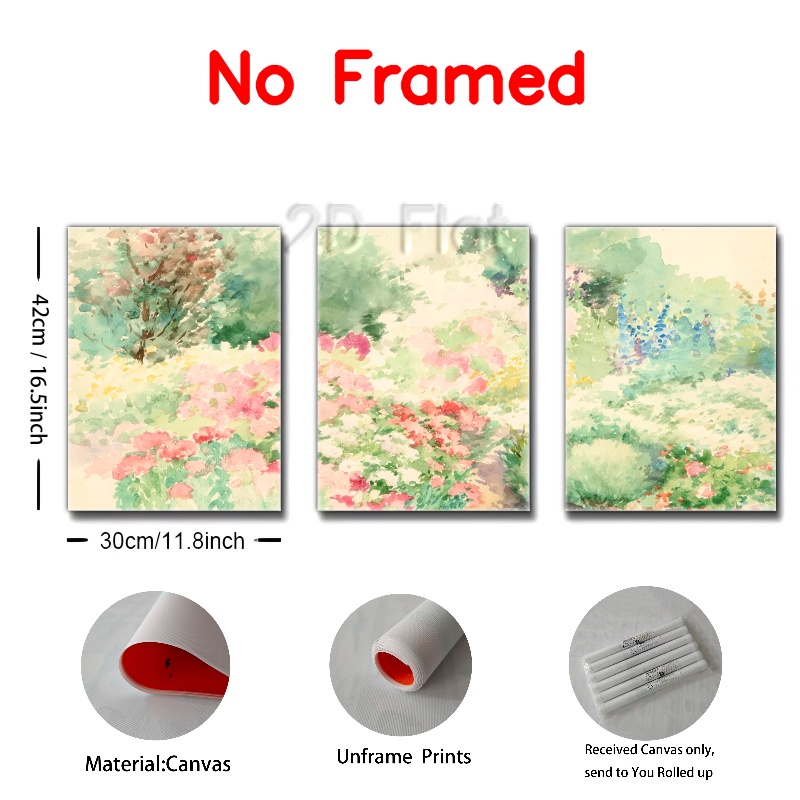 No Framed
2D Flat
42cm / 16.5inch
30cm/11.8inch
Material:Canvas
Unframe Prints
Received Canvas only,
send to You Rolled up